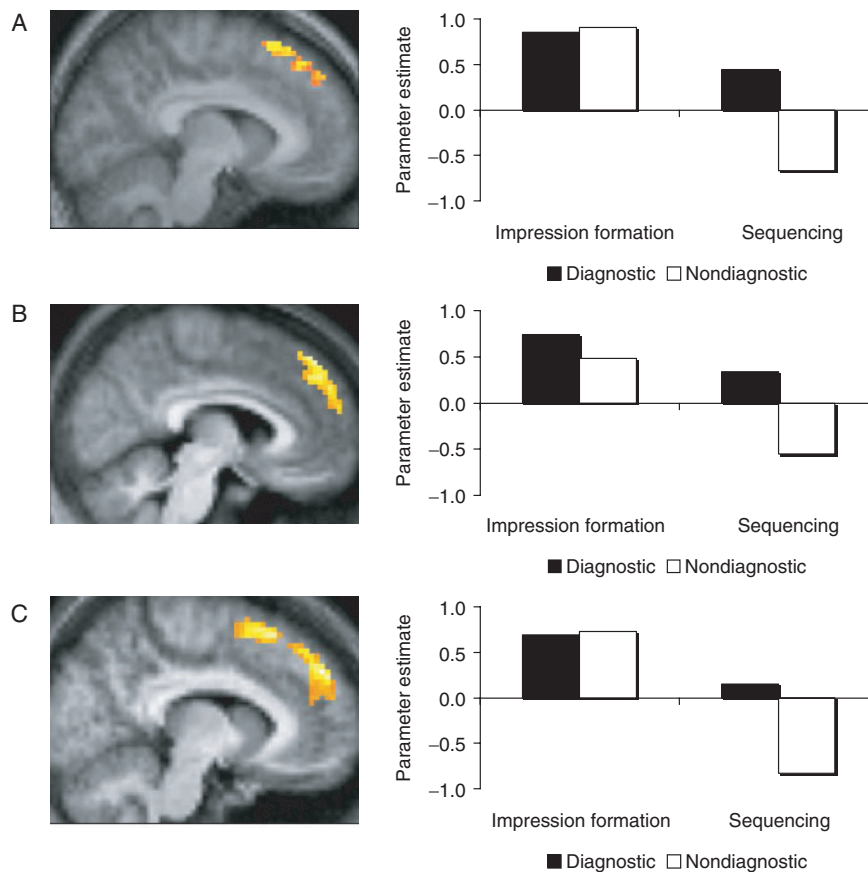 A
Parameter estimate
1.0
0.5
0.0
−0.5
−1.0
Impression formation Sequencing
Diagnostic Nondiagnostic
B
Parameter estimate
1.0
0.5
0.0
−0.5
−1.0
Impression formation Sequencing
Diagnostic Nondiagnostic
C
Parameter estimate
1.0
0.5
0.0
−0.5
−1.0
Impression formation Sequencing
Diagnostic Nondiagnostic